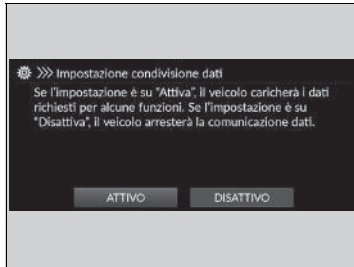 >>> Impostazione condivisione dati
Se l'impostazione è su "Attiva", il veicolo caricherà i dati
richiesti per alcune funzioni. Se l'impostazione è su
"Disattiva", il veicolo arresterà la comunicazione dati.
ATTIVO
DISATTIVO